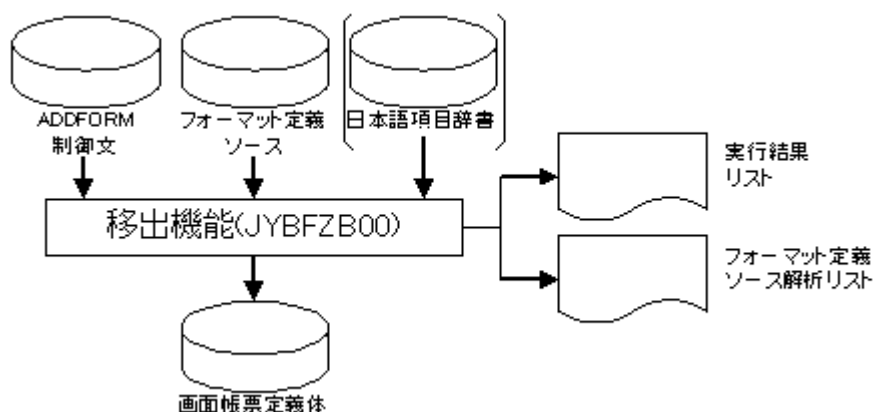 ADDFORM
制御文
フォーマット定義
ソース
日本語項目辞書
実行結果
リスト
移出機能(JYBFZB00)
フォーマット定義
ソース解析リスト
画面帳票定義体